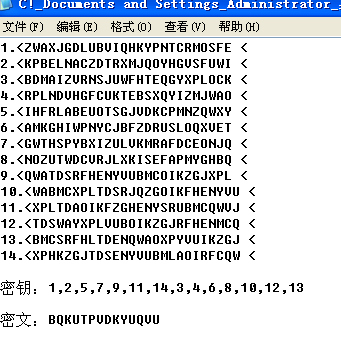 C:\_Documents and Settings_Administrator_
文件(F) 编辑(E) 格式(O) 查看(V) 帮助(H)
1.<ZWAXJGDLUBVIQHKYPNTCRMOSFE <
2.<KPBELNACZDTRXMJQOYHGVSFUWI <
3.<BDMAIZVRNSJUWFHTEQGYXPLOCK <
4.<RPLNDVHGFCUKTEBSXQYIZMJWAO <
5.<IHFRLABEUOTSGJVDKCPMNZQWXY <
6.<AMKGHIWPNYCJBFZDRUSLOQXVET <
7.<GWTHSPYBXIZULVKMRAFDCEONJQ <
8.<NOZUTWDCVRJLXKISEFAPMYGHBQ <
9.<QWATDSRFHENYVUBMCOIKZGJXPL <
10.<WABMCXPLTDSRJQZGOIKFHENYVU <
11.<XPLTDAOIKFZGHENYSRUBMCQWVJ <
12.<TDSWAYXPLVUBOIKZGJRFHENMCQ <
13.<BMCSRFHLTDENQWAOXPYVUIKZGJ <
14.<XPHKZGJTDSENYVUBMLAOIRFCQW <
密钥：1,2,5,7,9,11,14,3,4,6,8,10,12,13
密文：BQKUTPVDKYUQVU